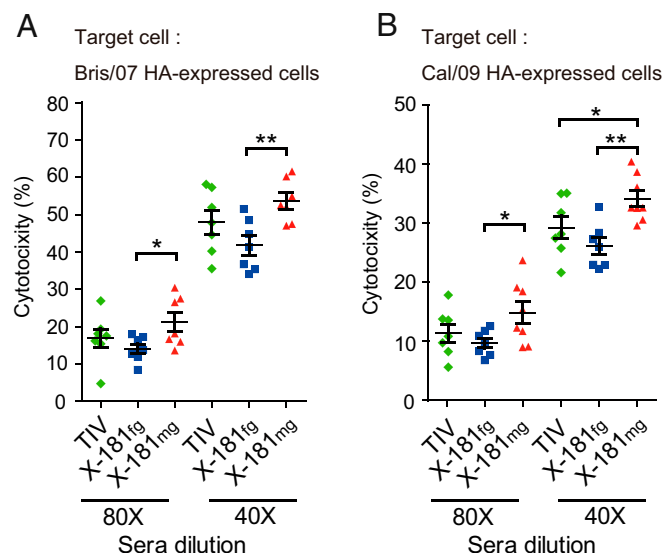 A
Target cell :
Bris/07 HA-expressed cells
Cytotocixity (%)
80
70
60
50
40
30
20
10
0
*
**
TIV
X-181fg
X-181mg
TIV
X-181fg
X-181mg
80X
40X
Sera dilution
B
Target cell :
Cal/09 HA-expressed cells
Cytotocixity (%)
50
40
30
20
10
0
*
*
**
TIV
X-181fg
X-181mg
TIV
X-181fg
X-181mg
80X
40X
Sera dilution